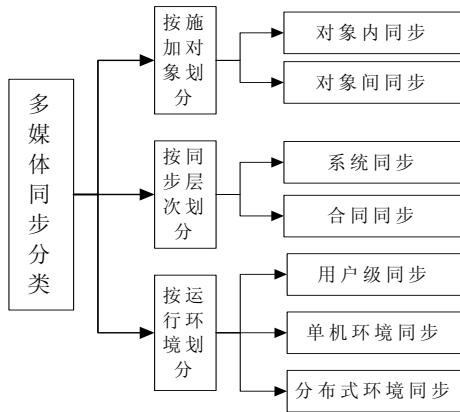 多媒体同步分类
按施加对象划分
对象内同步
对象间同步
按同步层次划分
系统同步
合同同步
按运行环境划分
用户级同步
单机环境同步
分布式环境同步